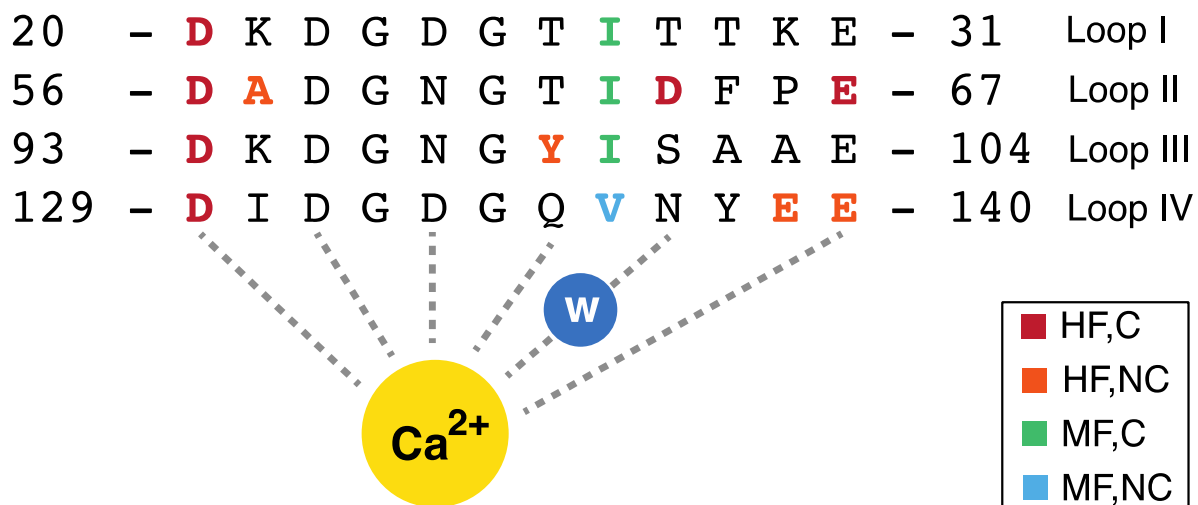 20 – D K D G D G T I T T K E – 31 Loop I
56 – D A D G N G T I D F P E – 67 Loop II
93 – D K D G N G Y I S A A E – 104 Loop III
129 – D I D G D G Q V N Y E E – 140 Loop IV
W
Ca²⁺
HF,C
HF,NC
MF,C
MF,NC